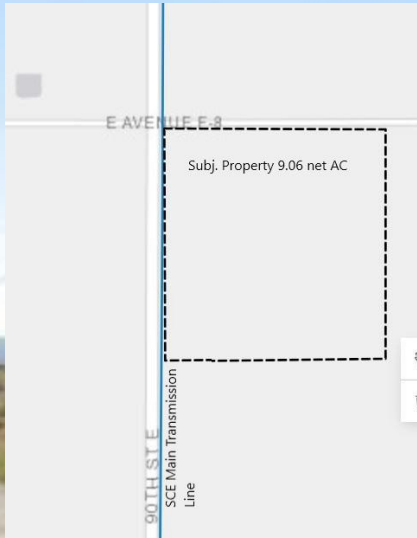 E AVENUE E-8
Subj. Property 9.06 net AC
SCE Main Transmission
Line
90TH ST E